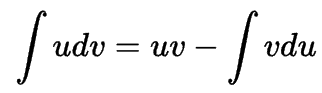 ∫ udv = uv − ∫ vdu